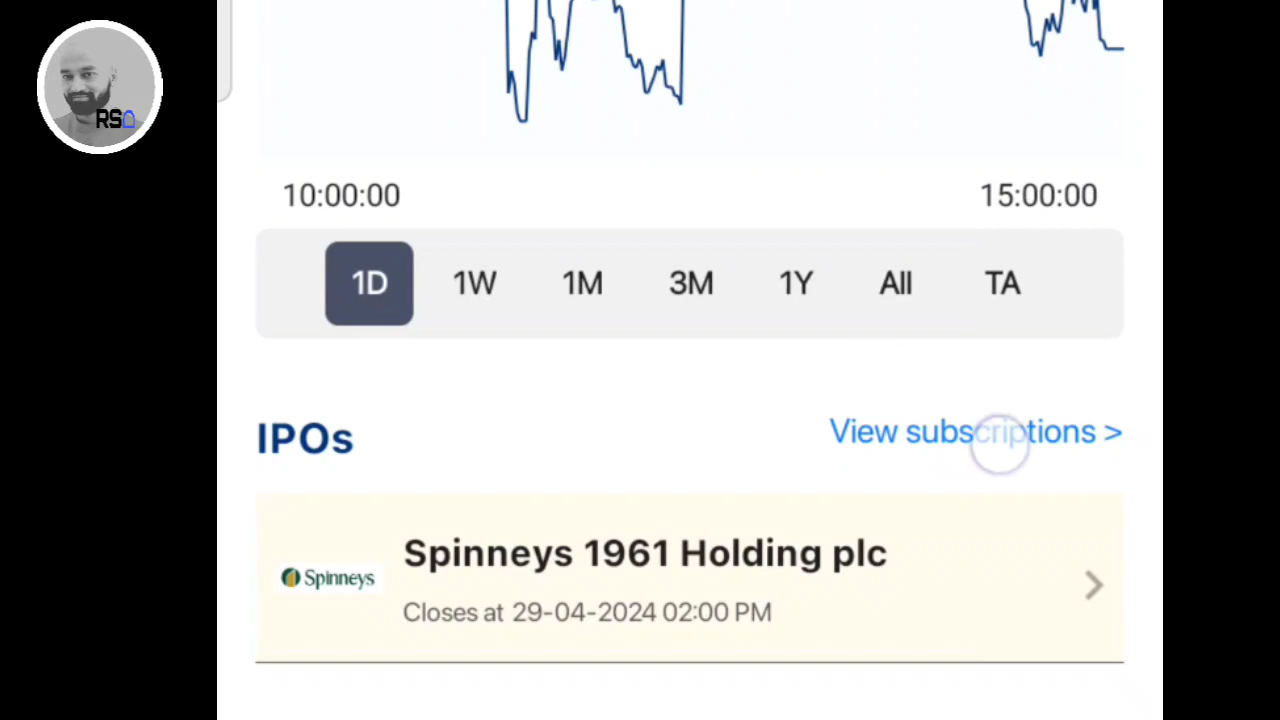 RSA
10:00:00 15:00:00
1D 1W 1M 3M 1Y All TA
IPOs View subscriptions >
Spinneys 1961 Holding plc
Spinneys
Closes at 29-04-2024 02:00 PM